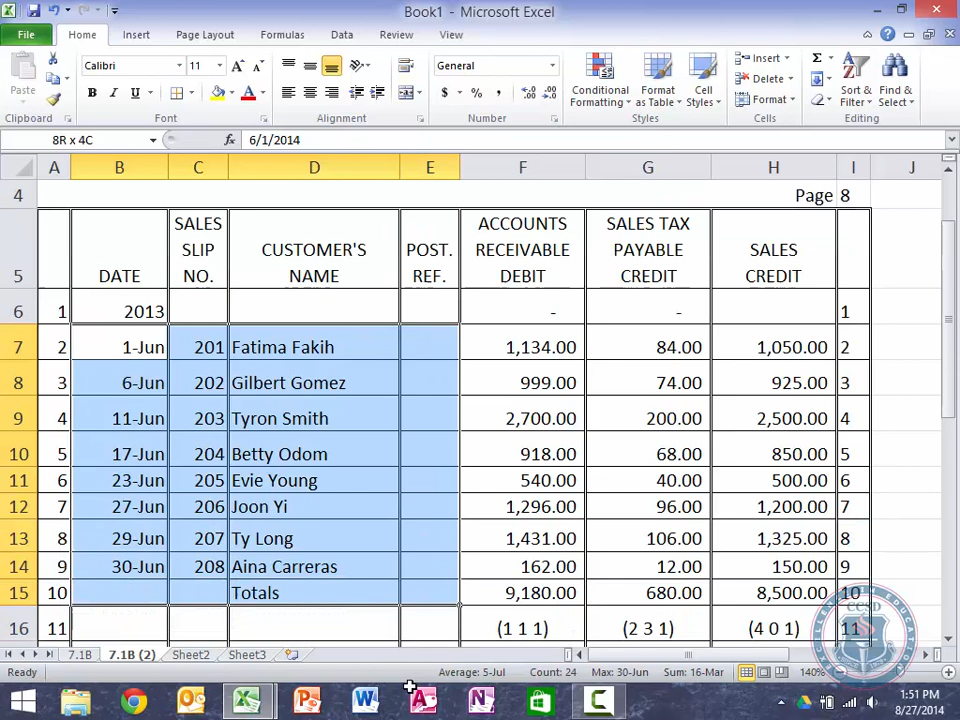 Book1 - Microsoft Excel
File Home Insert Page Layout Formulas Data Review View
Paste
Calibri 11
B I U A
General
$ % ,
Conditional Formatting
Format as Table
Cell Styles
Insert
Delete
Format
Sort & Filter
Find & Select
Clipboard Font Alignment Number Styles Cells Editing
8R x 4C fx 6/1/2014
A B C D E F G H I J
4 Page 8
5 DATE SALES SLIP NO. CUSTOMER'S NAME POST. REF. ACCOUNTS RECEIVABLE DEBIT SALES TAX PAYABLE CREDIT SALES CREDIT
6 1 2013 - - 1
7 2 1-Jun 201 Fatima Fakih 1,134.00 84.00 1,050.00 2
8 3 6-Jun 202 Gilbert Gomez 999.00 74.00 925.00 3
9 4 11-Jun 203 Tyron Smith 2,700.00 200.00 2,500.00 4
10 5 17-Jun 204 Betty Odom 918.00 68.00 850.00 5
11 6 23-Jun 205 Evie Young 540.00 40.00 500.00 6
12 7 27-Jun 206 Joon Yi 1,296.00 96.00 1,200.00 7
13 8 29-Jun 207 Ty Long 1,431.00 106.00 1,325.00 8
14 9 30-Jun 208 Aina Carreras 162.00 12.00 150.00 9
15 10 Totals 9,180.00 680.00 8,500.00 10
16 11 (1 1 1) (2 3 1) (4 0 1) 11
CCSD
7.1B 7.1B (2) Sheet2 Sheet3
Ready Average: 5-Jul Count: 24 Max: 30-Jun Sum: 16-Mar 140%
1:51 PM
8/27/2014